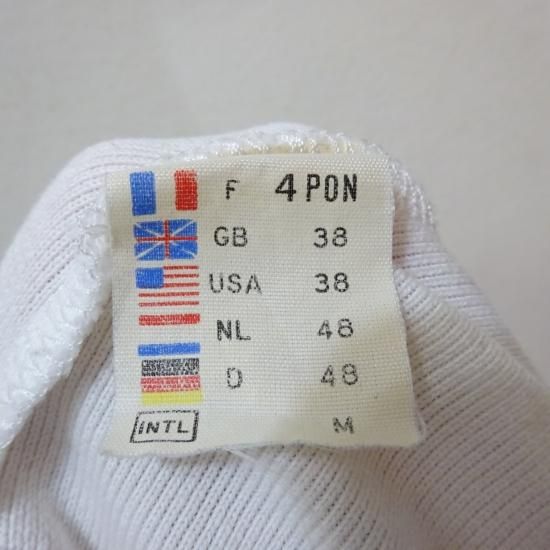 F 4 PON
GB 38
USA 38
NL 48
D 48
INTL M